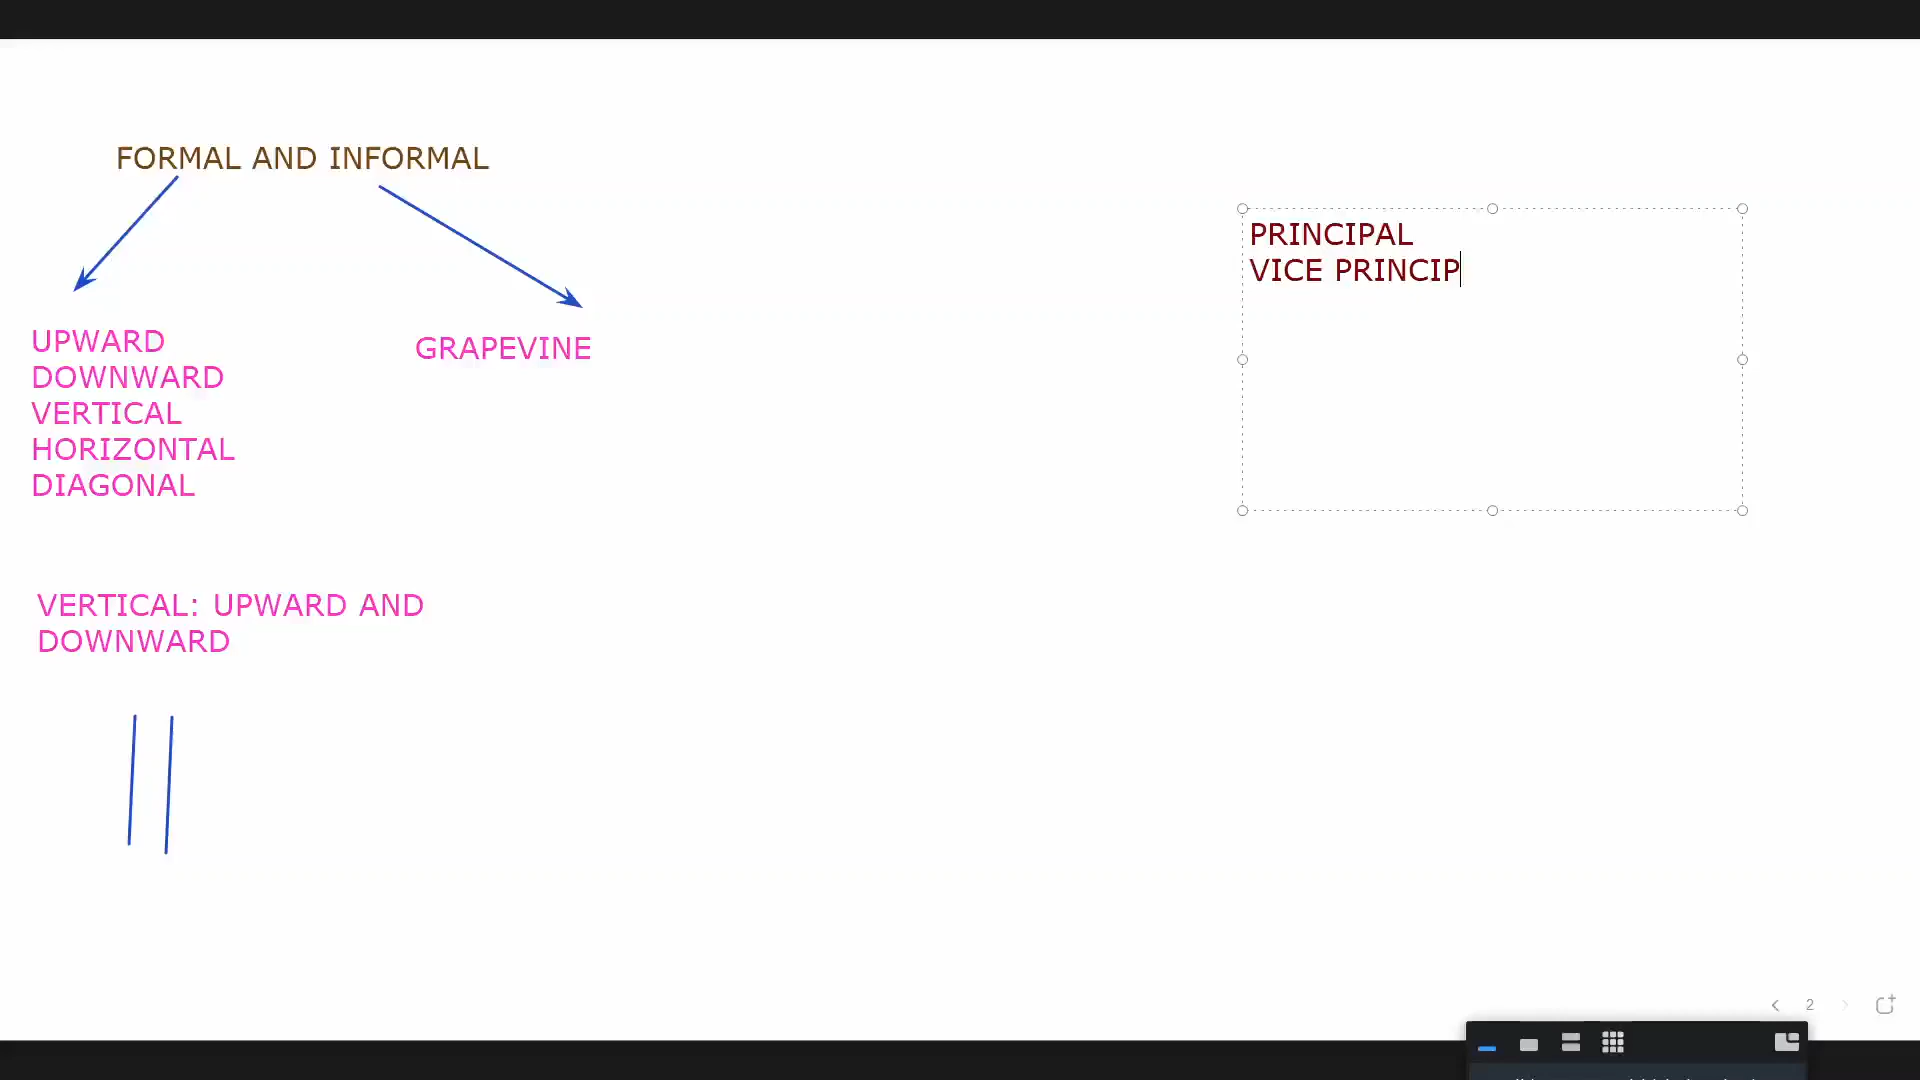 FORMAL AND INFORMAL
UPWARD
DOWNWARD
VERTICAL
HORIZONTAL
DIAGONAL
GRAPEVINE
VERTICAL: UPWARD AND
DOWNWARD
PRINCIPAL
VICE PRINCIP
2